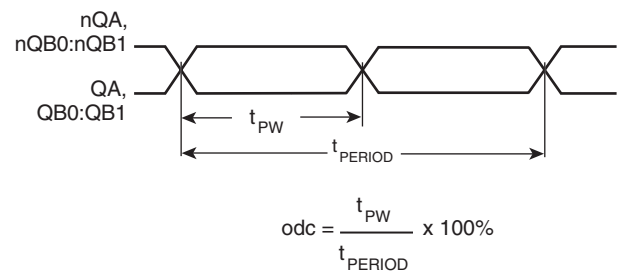 nQA,
nQB0:nQB1
QA,
QB0:QB1
tPW
tPERIOD
odc = tPW / tPERIOD x 100%